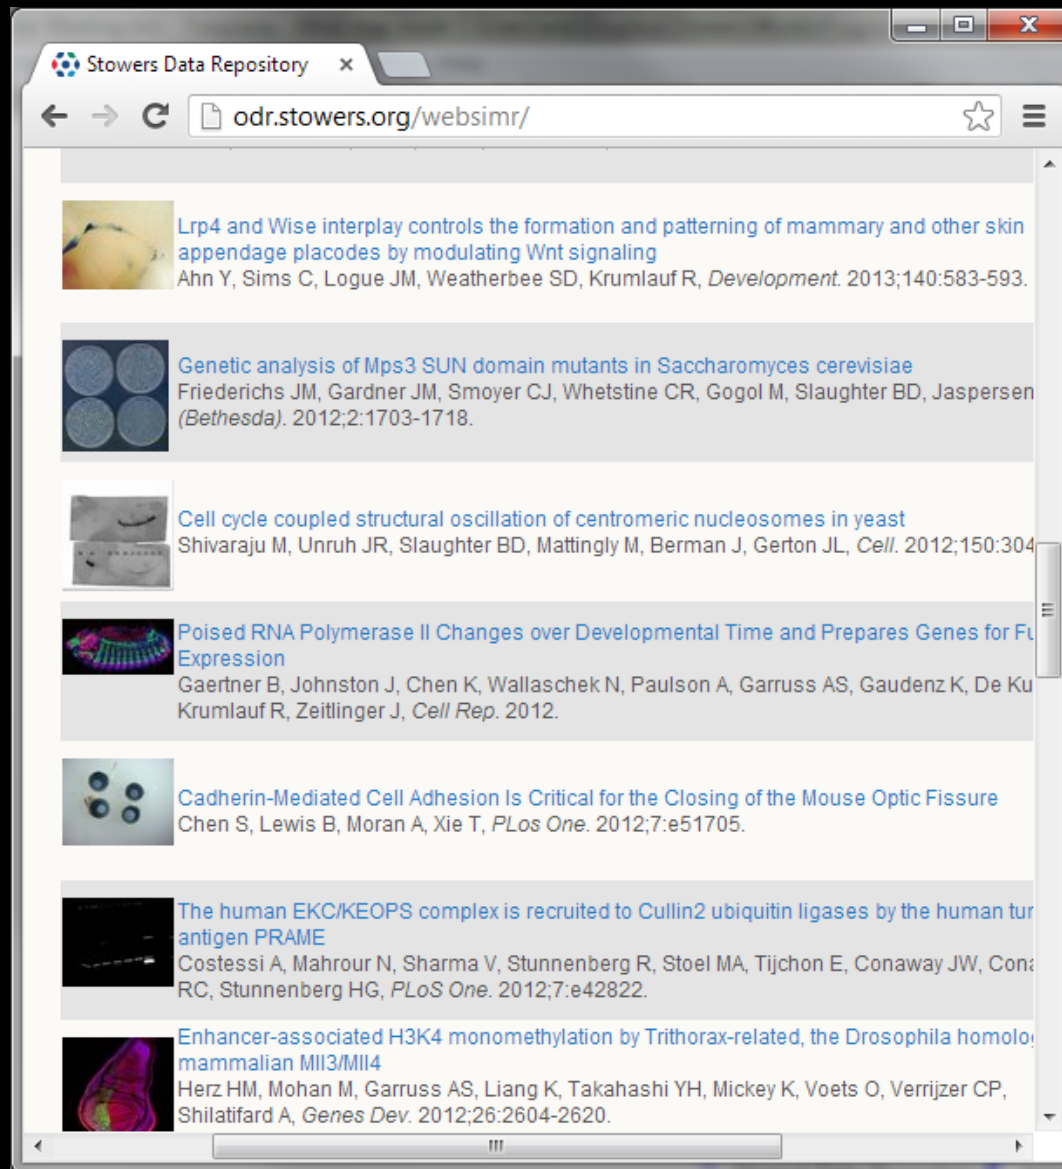 Stowers Data Repository
odr.stowers.org/websimr/
Lrp4 and Wise interplay controls the formation and patterning of mammary and other skin
appendage placodes by modulating Wnt signaling
Ahn Y, Sims C, Logue JM, Weatherbee SD, Krumlauf R, Development. 2013;140:583-593.
Genetic analysis of Mps3 SUN domain mutants in Saccharomyces cerevisiae
Friederichs JM, Gardner JM, Smoyer CJ, Whetstine CR, Gogol M, Slaughter BD, Jaspersen
(Bethesda). 2012;2:1703-1718.
Cell cycle coupled structural oscillation of centromeric nucleosomes in yeast
Shivaraju M, Unruh JR, Slaughter BD, Mattingly M, Berman J, Gerton JL, Cell. 2012;150:304
Poised RNA Polymerase II Changes over Developmental Time and Prepares Genes for Fu
Expression
Gaertner B, Johnston J, Chen K, Wallaschek N, Paulson A, Garruss AS, Gaudenz K, De Ku
Krumlauf R, Zeitlinger J, Cell Rep. 2012.
Cadherin-Mediated Cell Adhesion Is Critical for the Closing of the Mouse Optic Fissure
Chen S, Lewis B, Moran A, Xie T, PLos One. 2012;7:e51705.
The human EKC/KEOPS complex is recruited to Cullin2 ubiquitin ligases by the human tur
antigen PRAME
Costessi A, Mahrour N, Sharma V, Stunnenberg R, Stoel MA, Tijchon E, Conaway JW, Cona
RC, Stunnenberg HG, PLoS One. 2012;7:e42822.
Enhancer-associated H3K4 monomethylation by Trithorax-related, the Drosophila homolog
mammalian Mll3/Mll4
Herz HM, Mohan M, Garruss AS, Liang K, Takahashi YH, Mickey K, Voets O, Verrijzer CP,
Shilatifard A, Genes Dev. 2012;26:2604-2620.